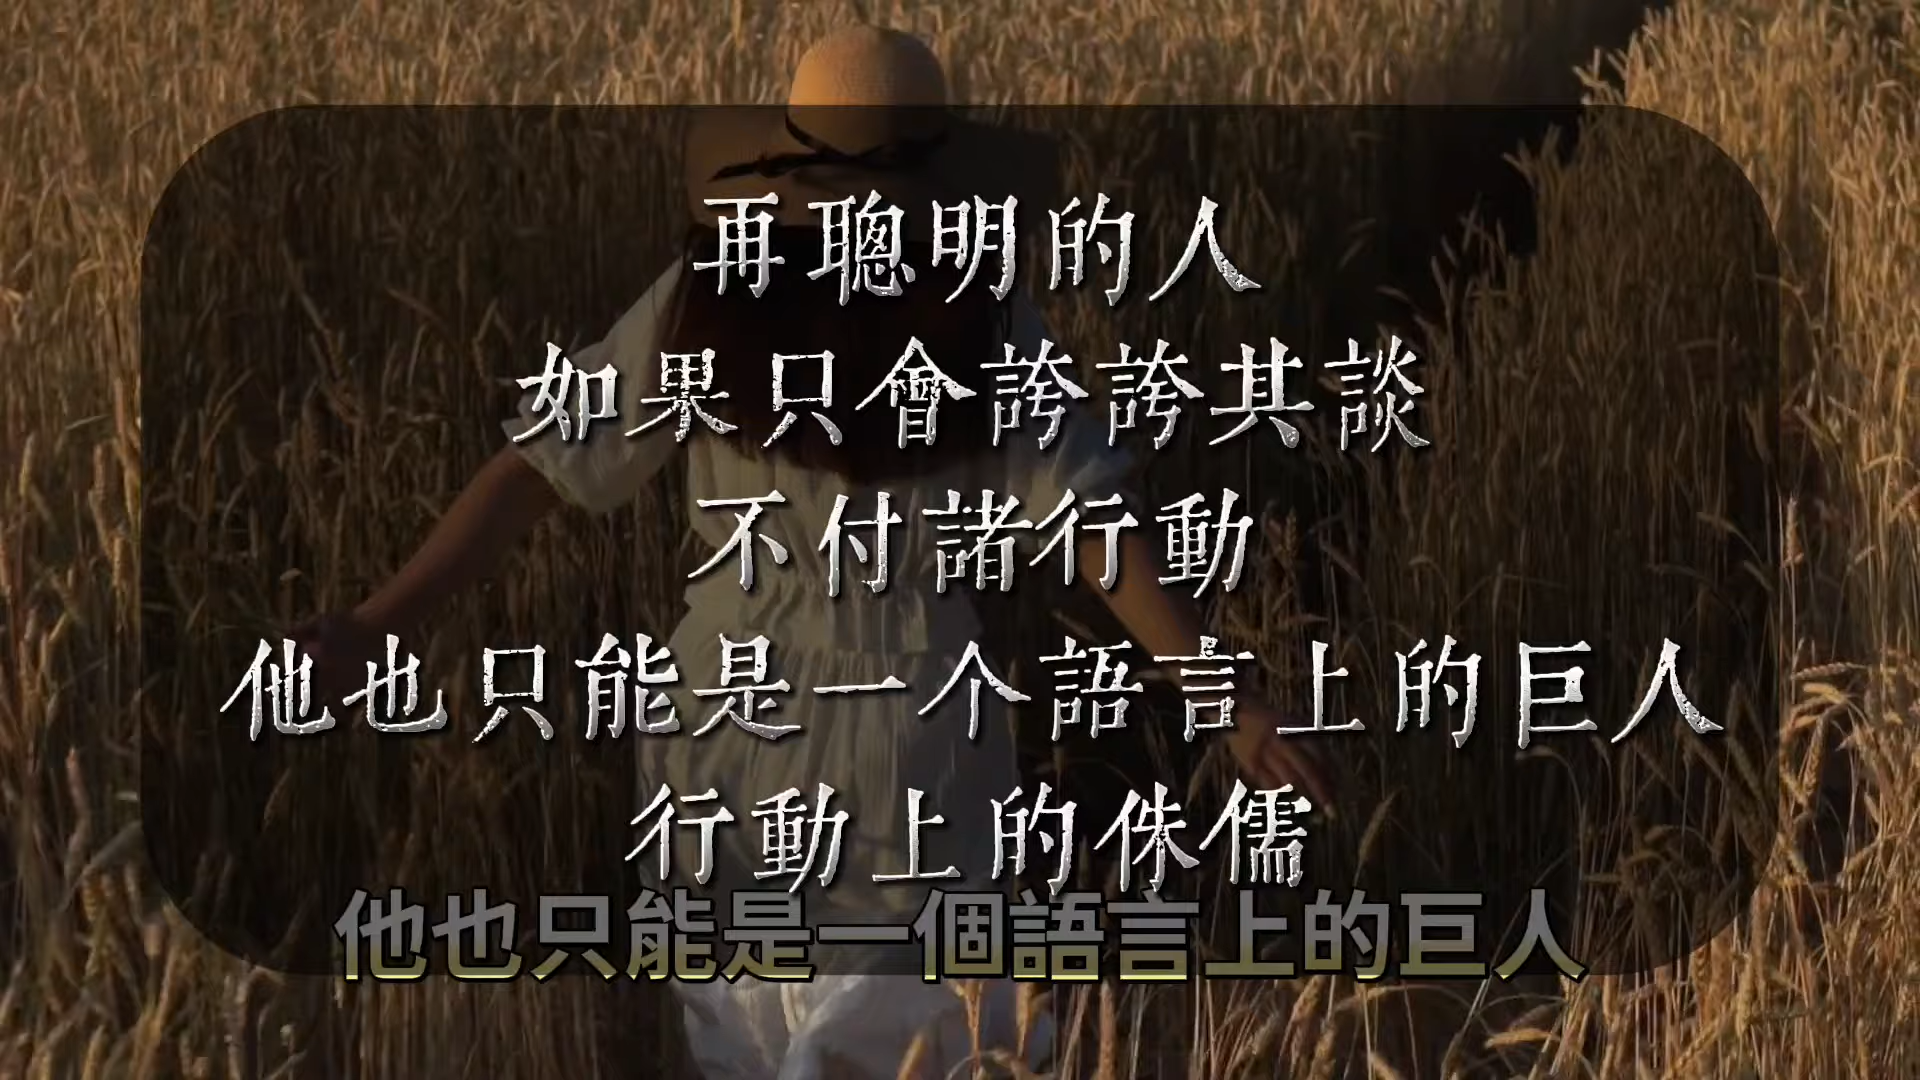 再聰明的人
如果只會誇誇其談
不付諸行動
他也只能是一个語言上的巨人
行動上的侏儒
他也只能是一個語言上的巨人